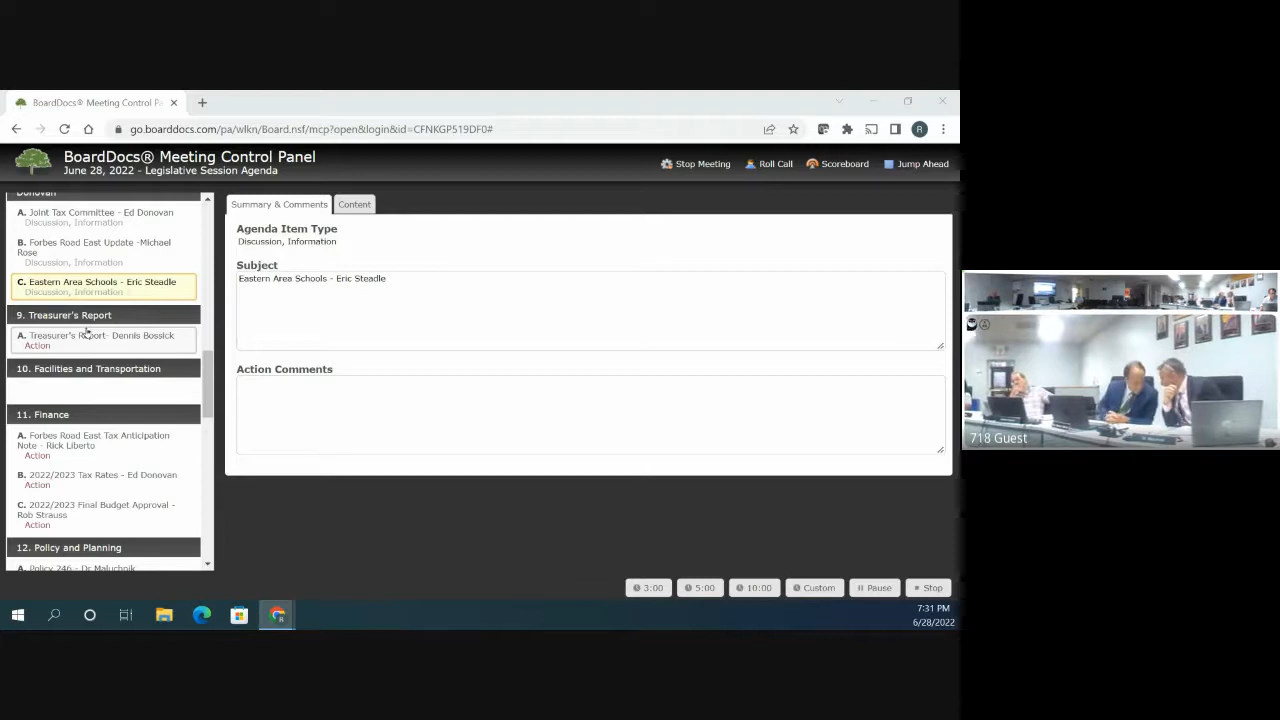 BoardDocs® Meeting Control Pa
go.boarddocs.com/pa/wlkn/Board.nsf/mcp?open&login&id=CFNKGP519DF0#
R
BoardDocs® Meeting Control Panel
June 28, 2022 - Legislative Session Agenda
Stop Meeting
Roll Call
Scoreboard
Jump Ahead
Donovan
A. Joint Tax Committee - Ed Donovan
Discussion, Information
B. Forbes Road East Update -Michael
Rose
Discussion, Information
C. Eastern Area Schools - Eric Steadle
Discussion, Information
9. Treasurer's Report
A. Treasurer's Report- Dennis Bossick
Action
10. Facilities and Transportation
11. Finance
A. Forbes Road East Tax Anticipation
Note - Rick Liberto
Action
B. 2022/2023 Tax Rates - Ed Donovan
Action
C. 2022/2023 Final Budget Approval -
Rob Strauss
Action
12. Policy and Planning
A. Policy 246 - Dr Maluchnik
Summary & Comments
Content
Agenda Item Type
Discussion, Information
Subject
Eastern Area Schools - Eric Steadle
Action Comments
3:00
5:00
10:00
Custom
Pause
Stop
7:31 PM
6/28/2022
718 Guest